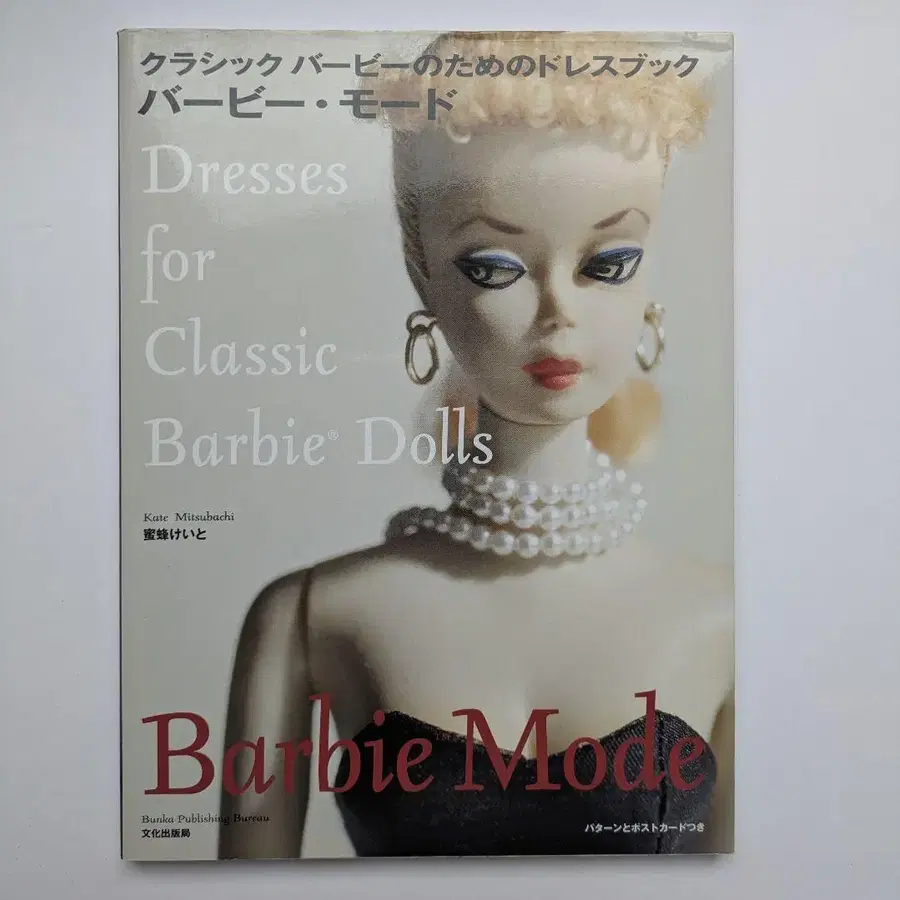 クラシック バービーのためのドレスブック
バービー・モード
Dresses
for
Classic
Barbie® Dolls
Kate Mitsubachi
蜜蜂けいと
Barbie™ Mode
Bunka Publishing Bureau
文化出版局
パターンとポストカードつき